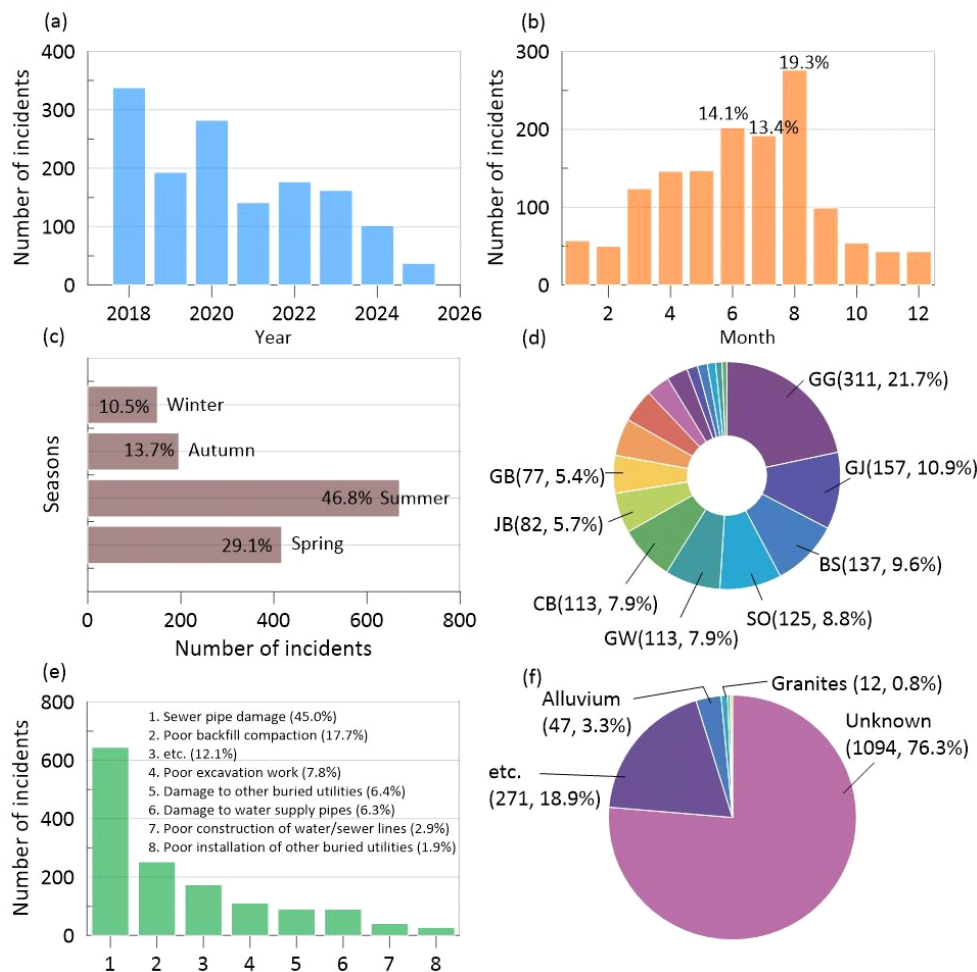 (a)
Number of incidents
400
300
200
100
0
2018 2020 2022 2024 2026
Year
(b)
Number of incidents
300
200
100
0
14.1%
13.4%
19.3%
2 4 6 8 10 12
Month
(c)
Seasons
10.5% Winter
13.7% Autumn
46.8% Summer
29.1% Spring
0 200 400 600 800
Number of incidents
(d)
GG(311, 21.7%)
GJ(157, 10.9%)
BS(137, 9.6%)
SO(125, 8.8%)
GW(113, 7.9%)
CB(113, 7.9%)
JB(82, 5.7%)
GB(77, 5.4%)
(e)
Number of incidents
800
600
400
200
0
1. Sewer pipe damage (45.0%)
2. Poor backfill compaction (17.7%)
3. etc. (12.1%)
4. Poor excavation work (7.8%)
5. Damage to other buried utilities (6.4%)
6. Damage to water supply pipes (6.3%)
7. Poor construction of water/sewer lines (2.9%)
8. Poor installation of other buried utilities (1.9%)
1 2 3 4 5 6 7 8
(f)
Granites (12, 0.8%)
Alluvium
(47, 3.3%)
Unknown
(1094, 76.3%)
etc.
(271, 18.9%)